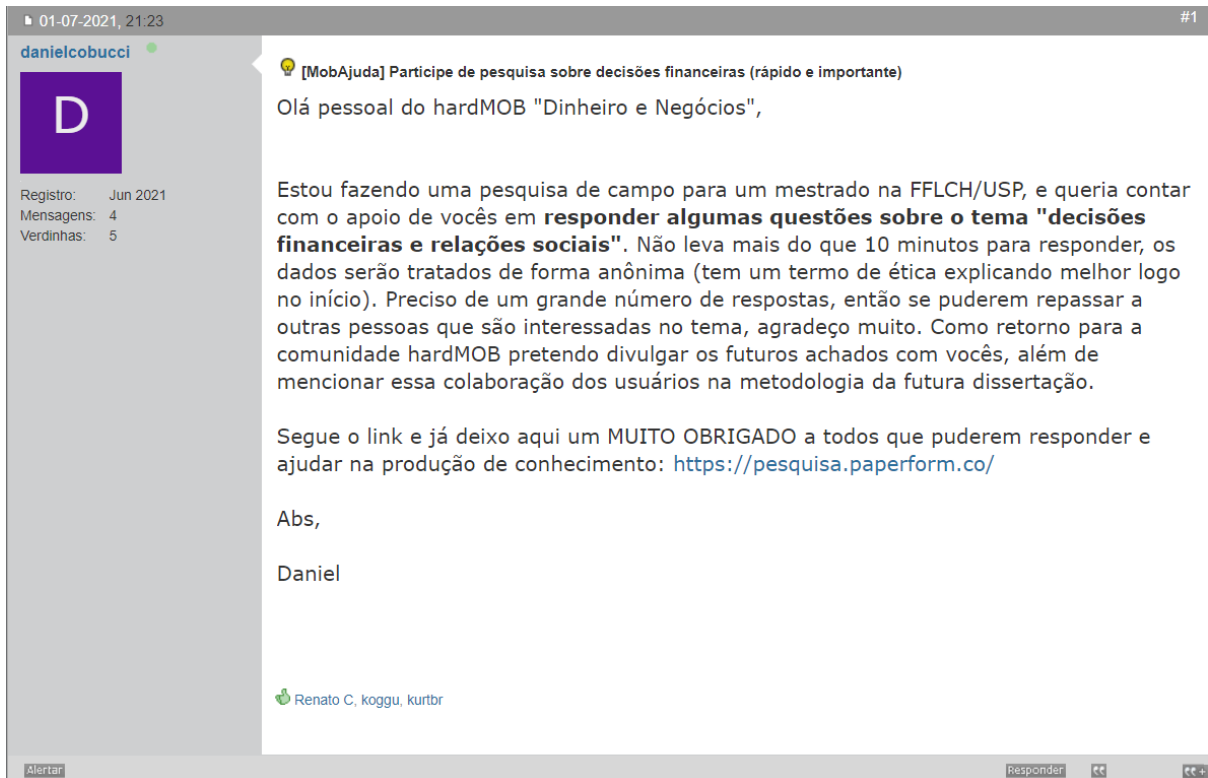 01-07-2021, 21:23
#1
danielcobucci
D
Registro: Jun 2021
Mensagens: 4
Verdinhas: 5
[MobAjuda] Participe de pesquisa sobre decisões financeiras (rápido e importante)
Olá pessoal do hardMOB "Dinheiro e Negócios",
Estou fazendo uma pesquisa de campo para um mestrado na FFLCH/USP, e queria contar
com o apoio de vocês em responder algumas questões sobre o tema "decisões
financeiras e relações sociais". Não leva mais do que 10 minutos para responder, os
dados serão tratados de forma anônima (tem um termo de ética explicando melhor logo
no início). Preciso de um grande número de respostas, então se puderem repassar a
outras pessoas que são interessadas no tema, agradeço muito. Como retorno para a
comunidade hardMOB pretendo divulgar os futuros achados com vocês, além de
mencionar essa colaboração dos usuários na metodologia da futura dissertação.
Segue o link e já deixo aqui um MUITO OBRIGADO a todos que puderem responder e
ajudar na produção de conhecimento: https://pesquisa.paperform.co/
Abs,
Daniel
Renato C, koggu, kurtbr
Alertar
Responder